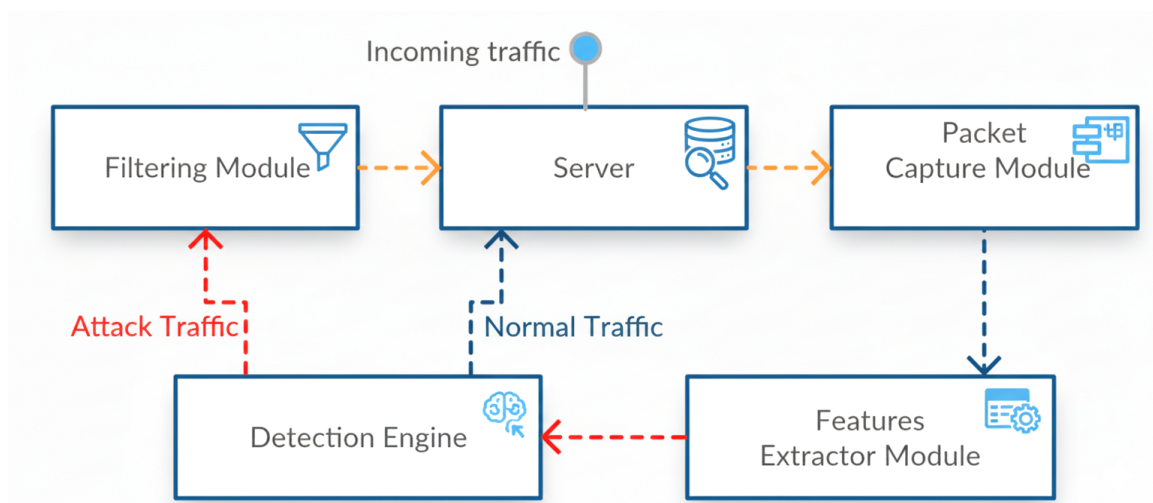 Incoming traffic
Filtering Module
Server
Packet
Capture Module
Attack Traffic
Normal Traffic
Detection Engine
Features
Extractor Module